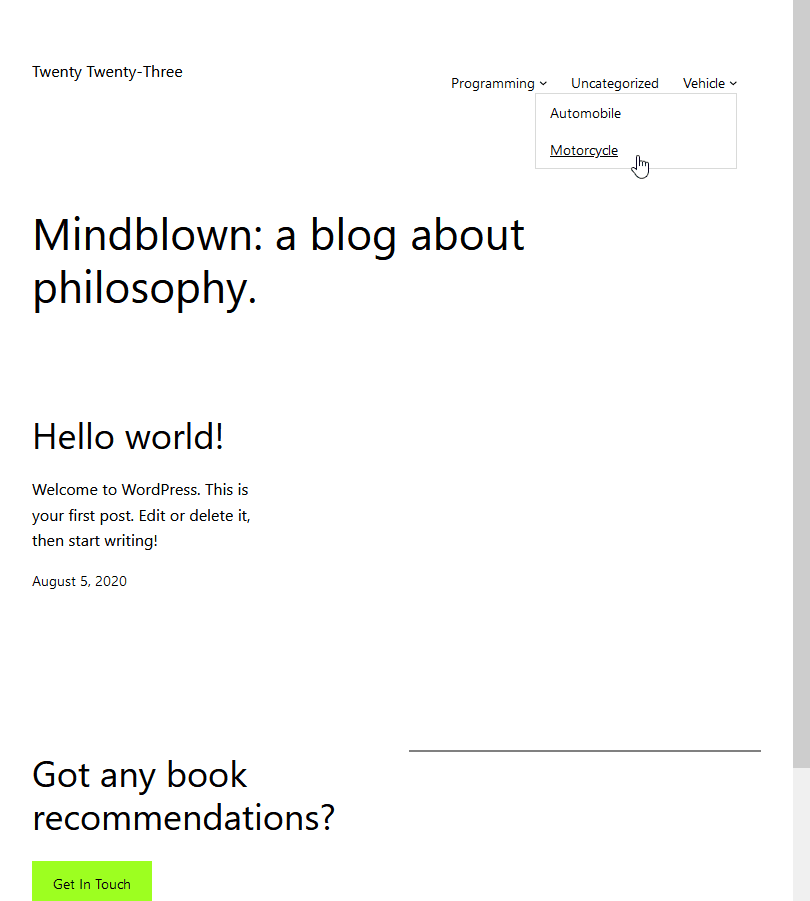 Twenty Twenty-Three
Programming Uncategorized Vehicle
Automobile
Motorcycle
Mindblown: a blog about
philosophy.
Hello world!
Welcome to WordPress. This is
your first post. Edit or delete it,
then start writing!
August 5, 2020
Got any book
recommendations?
Get In Touch